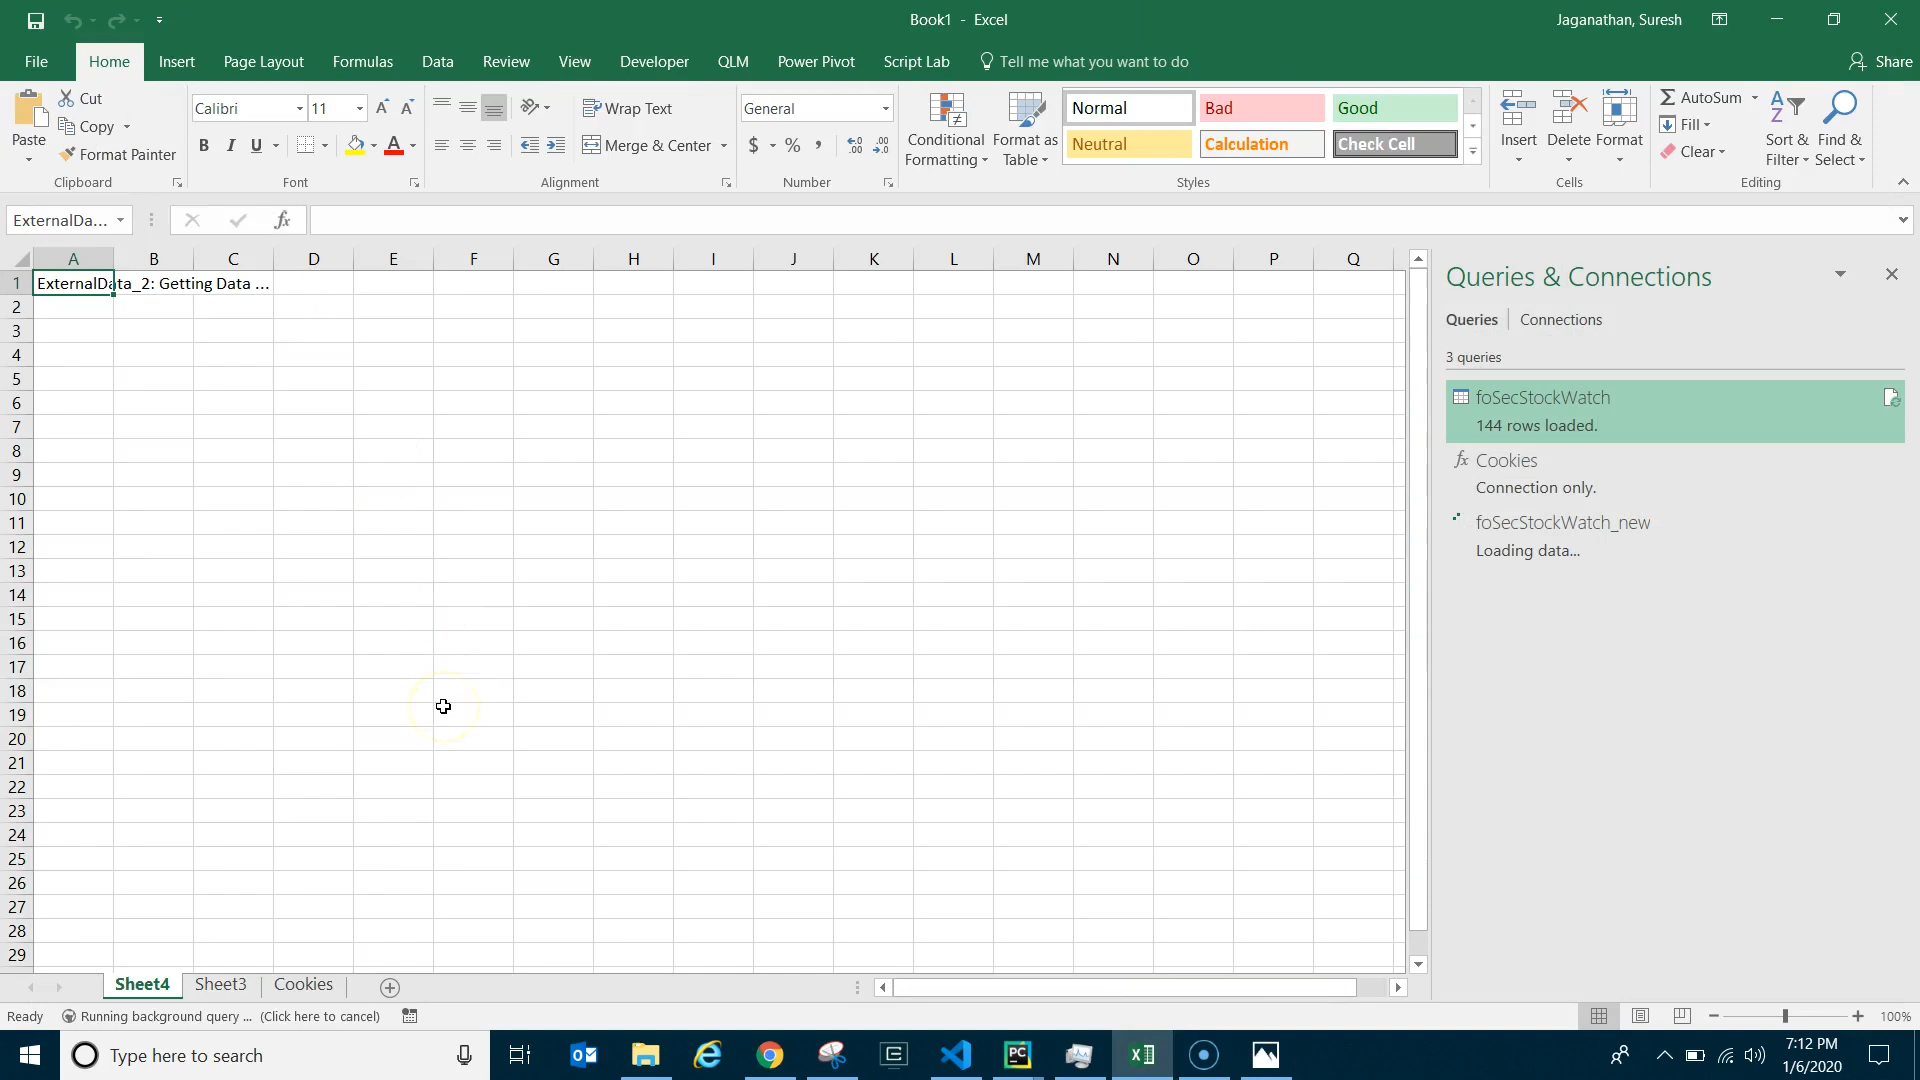 Book1 - Excel
Jaganathan, Suresh
File Home Insert Page Layout Formulas Data Review View Developer QLM Power Pivot Script Lab Tell me what you want to do Share
Paste
Cut
Copy
Format Painter
Clipboard
Calibri 11
B I U A
Font
Wrap Text
Merge & Center
Alignment
General
$ % ,
Number
Conditional Formatting
Format as Table
Normal Bad Good
Neutral Calculation Check Cell
Styles
Insert Delete Format
Cells
AutoSum
Fill
Clear
Sort & Filter
Find & Select
Editing
ExternalDa... fx
A B C D E F G H I J K L M N O P Q
1 ExternalData_2: Getting Data ...
2
3
4
5
6
7
8
9
10
11
12
13
14
15
16
17
18
19
20
21
22
23
24
25
26
27
28
29
Queries & Connections
Queries Connections
3 queries
foSecStockWatch
144 rows loaded.
fx Cookies
Connection only.
foSecStockWatch_new
Loading data...
Sheet4 Sheet3 Cookies
Ready Running background query ... (Click here to cancel) 100%
Type here to search
7:12 PM
1/6/2020